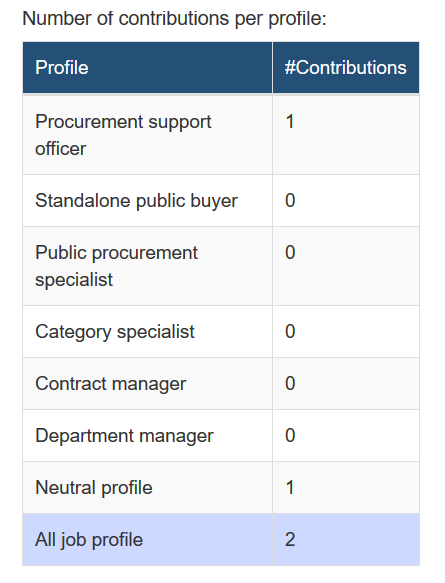 Number of contributions per profile:
Profile #Contributions
Procurement support 1
officer
Standalone public buyer 0
Public procurement 0
specialist
Category specialist 0
Contract manager 0
Department manager 0
Neutral profile 1
All job profile 2